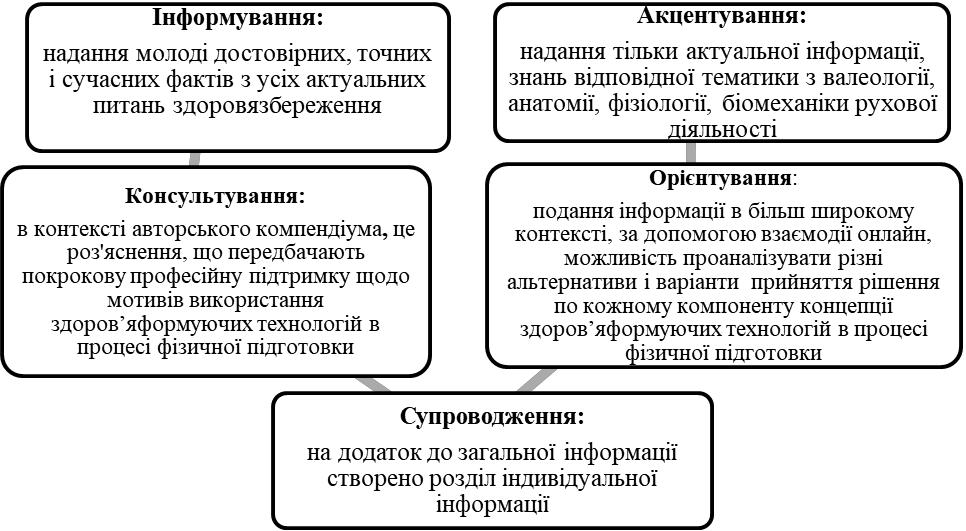 Інформування:
надання молоді достовірних, точних
і сучасних фактів з усіх актуальних
питань здоровязбереження
Акцентування:
надання тільки актуальної інформації,
знань відповідної тематики з валеології,
анатомії, фізіології, біомеханіки рухової
діяльності
Консультування:
в контексті авторського компендіума, це
роз'яснення, що передбачають
покрокову професійну підтримку щодо
мотивів використання
здоров’яформуючих технологій в
процесі фізичної підготовки
Орієнтування:
подання інформації в більш широкому
контексті, за допомогою взаємодії онлайн,
можливість проаналізувати різні
альтернативи і варіанти прийняття рішення
по кожному компоненту концепції
здоров’яформуючих технологій в процесі
фізичної підготовки
Супроводження:
на додаток до загальної інформації
створено розділ індивідуальної
інформації